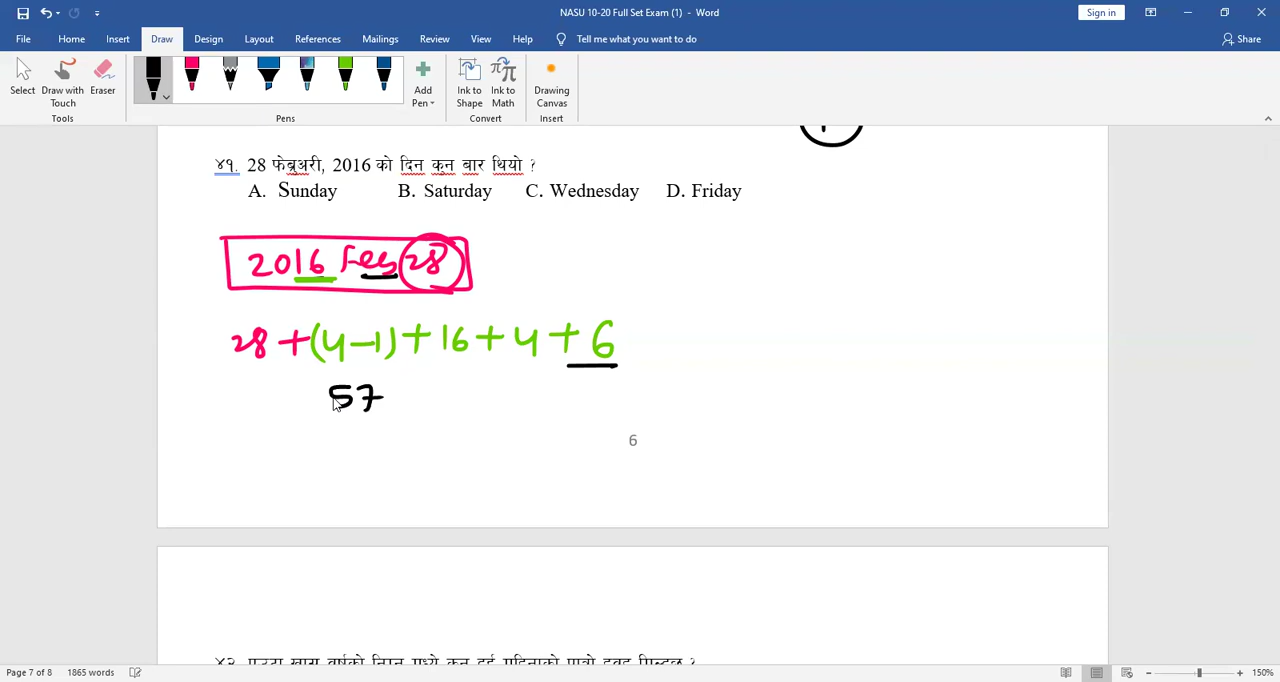 NASU 10-20 Full Set Exam (1) - Word
Sign in
File Home Insert Draw Design Layout References Mailings Review View Help Tell me what you want to do Share
Select Draw with Touch Eraser Add Pen Ink to Shape Ink to Math Drawing Canvas
Tools Pens Convert Insert
४१. 28 फेब्रुअरी, 2016 को दिन कुन बार थियो ?
A. Sunday B. Saturday C. Wednesday D. Friday
2016 Feb 28
28 + (4-1) + 16 + 4 + 6
57
6
Page 7 of 8 1865 words 150%